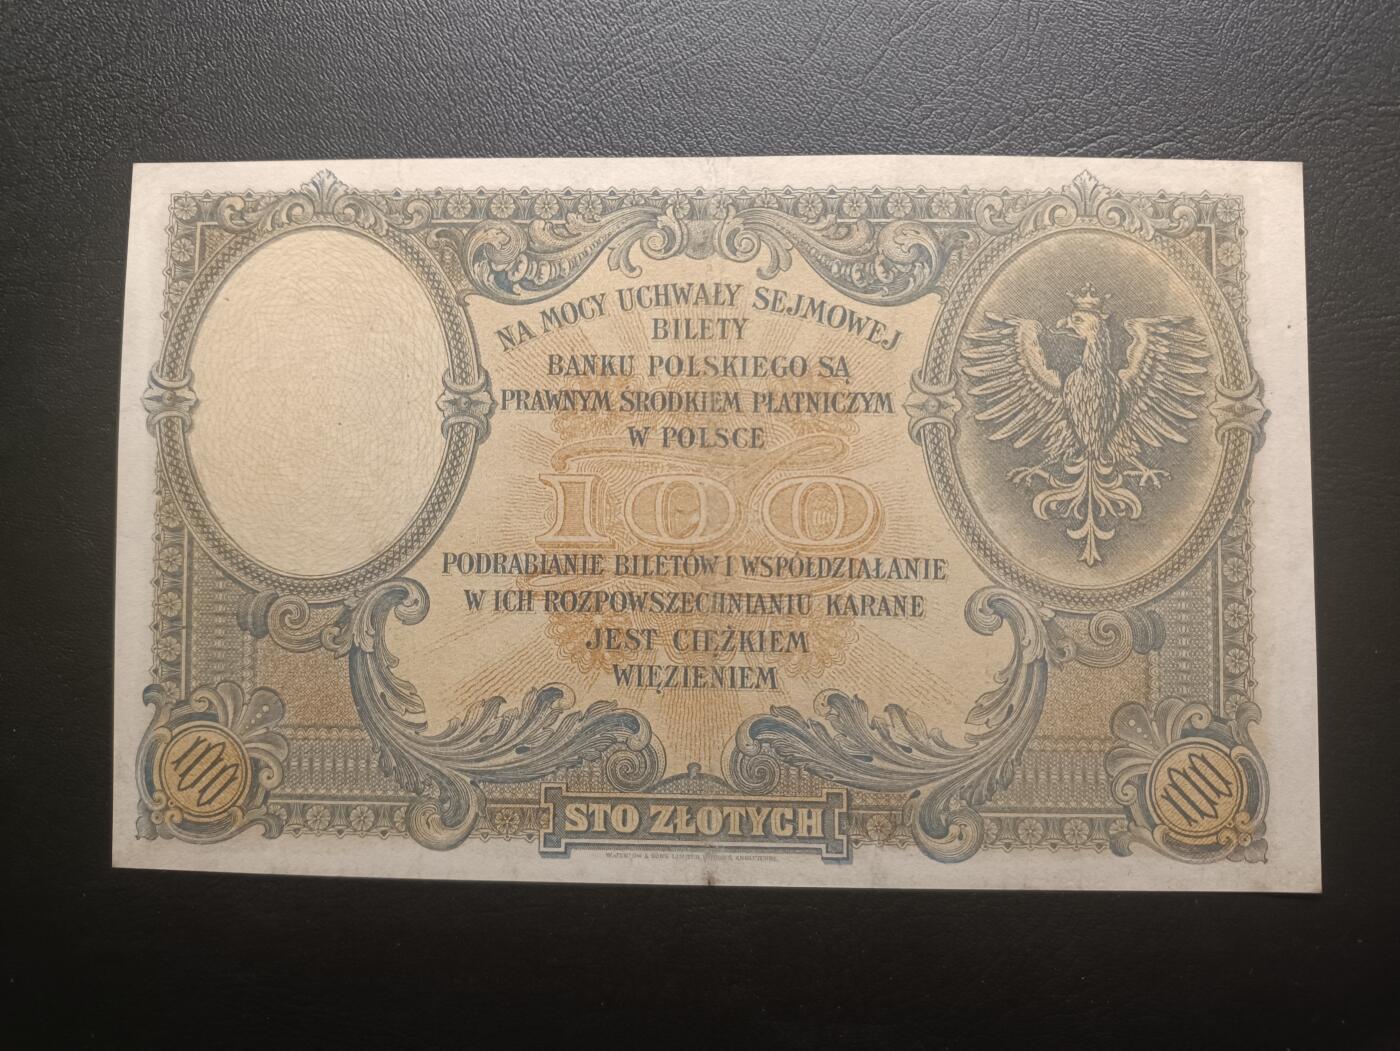 NA MOCY UCHWAŁY SEJMOWEJ
BILETY
BANKU POLSKIEGO SĄ
PRAWNYM ŚRODKIEM PŁATNICZYM
W POLSCE
100
PODRABIANIE BILETÓW I WSPÓŁDZIAŁANIE
W ICH ROZPOWSZECHNIANIU KARANE
JEST CIĘŻKIEM
WIĘZIENIEM
100
100
STO ZŁOTYCH